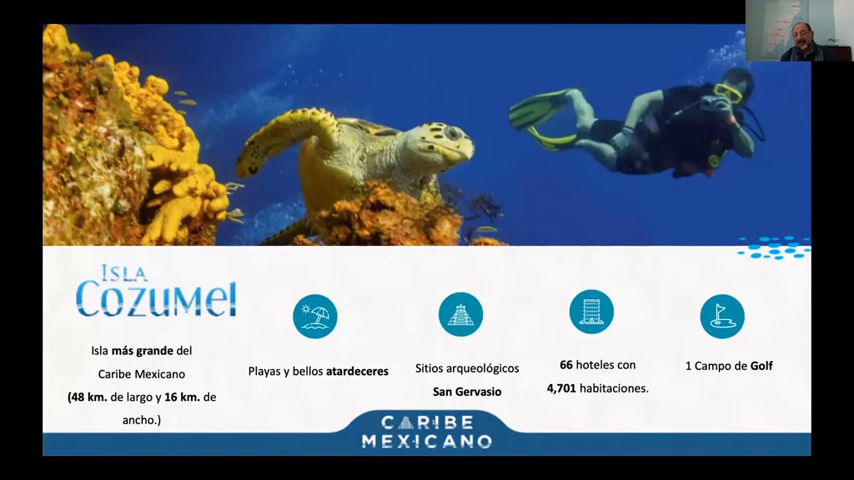 ISLA
COZUMEL
Isla más grande del
Caribe Mexicano
(48 km. de largo y 16 km. de
ancho.)
Playas y bellos atardeceres
Sitios arqueológicos
San Gervasio
66 hoteles con
4,701 habitaciones.
1 Campo de Golf
CARIBE
MEXICANO